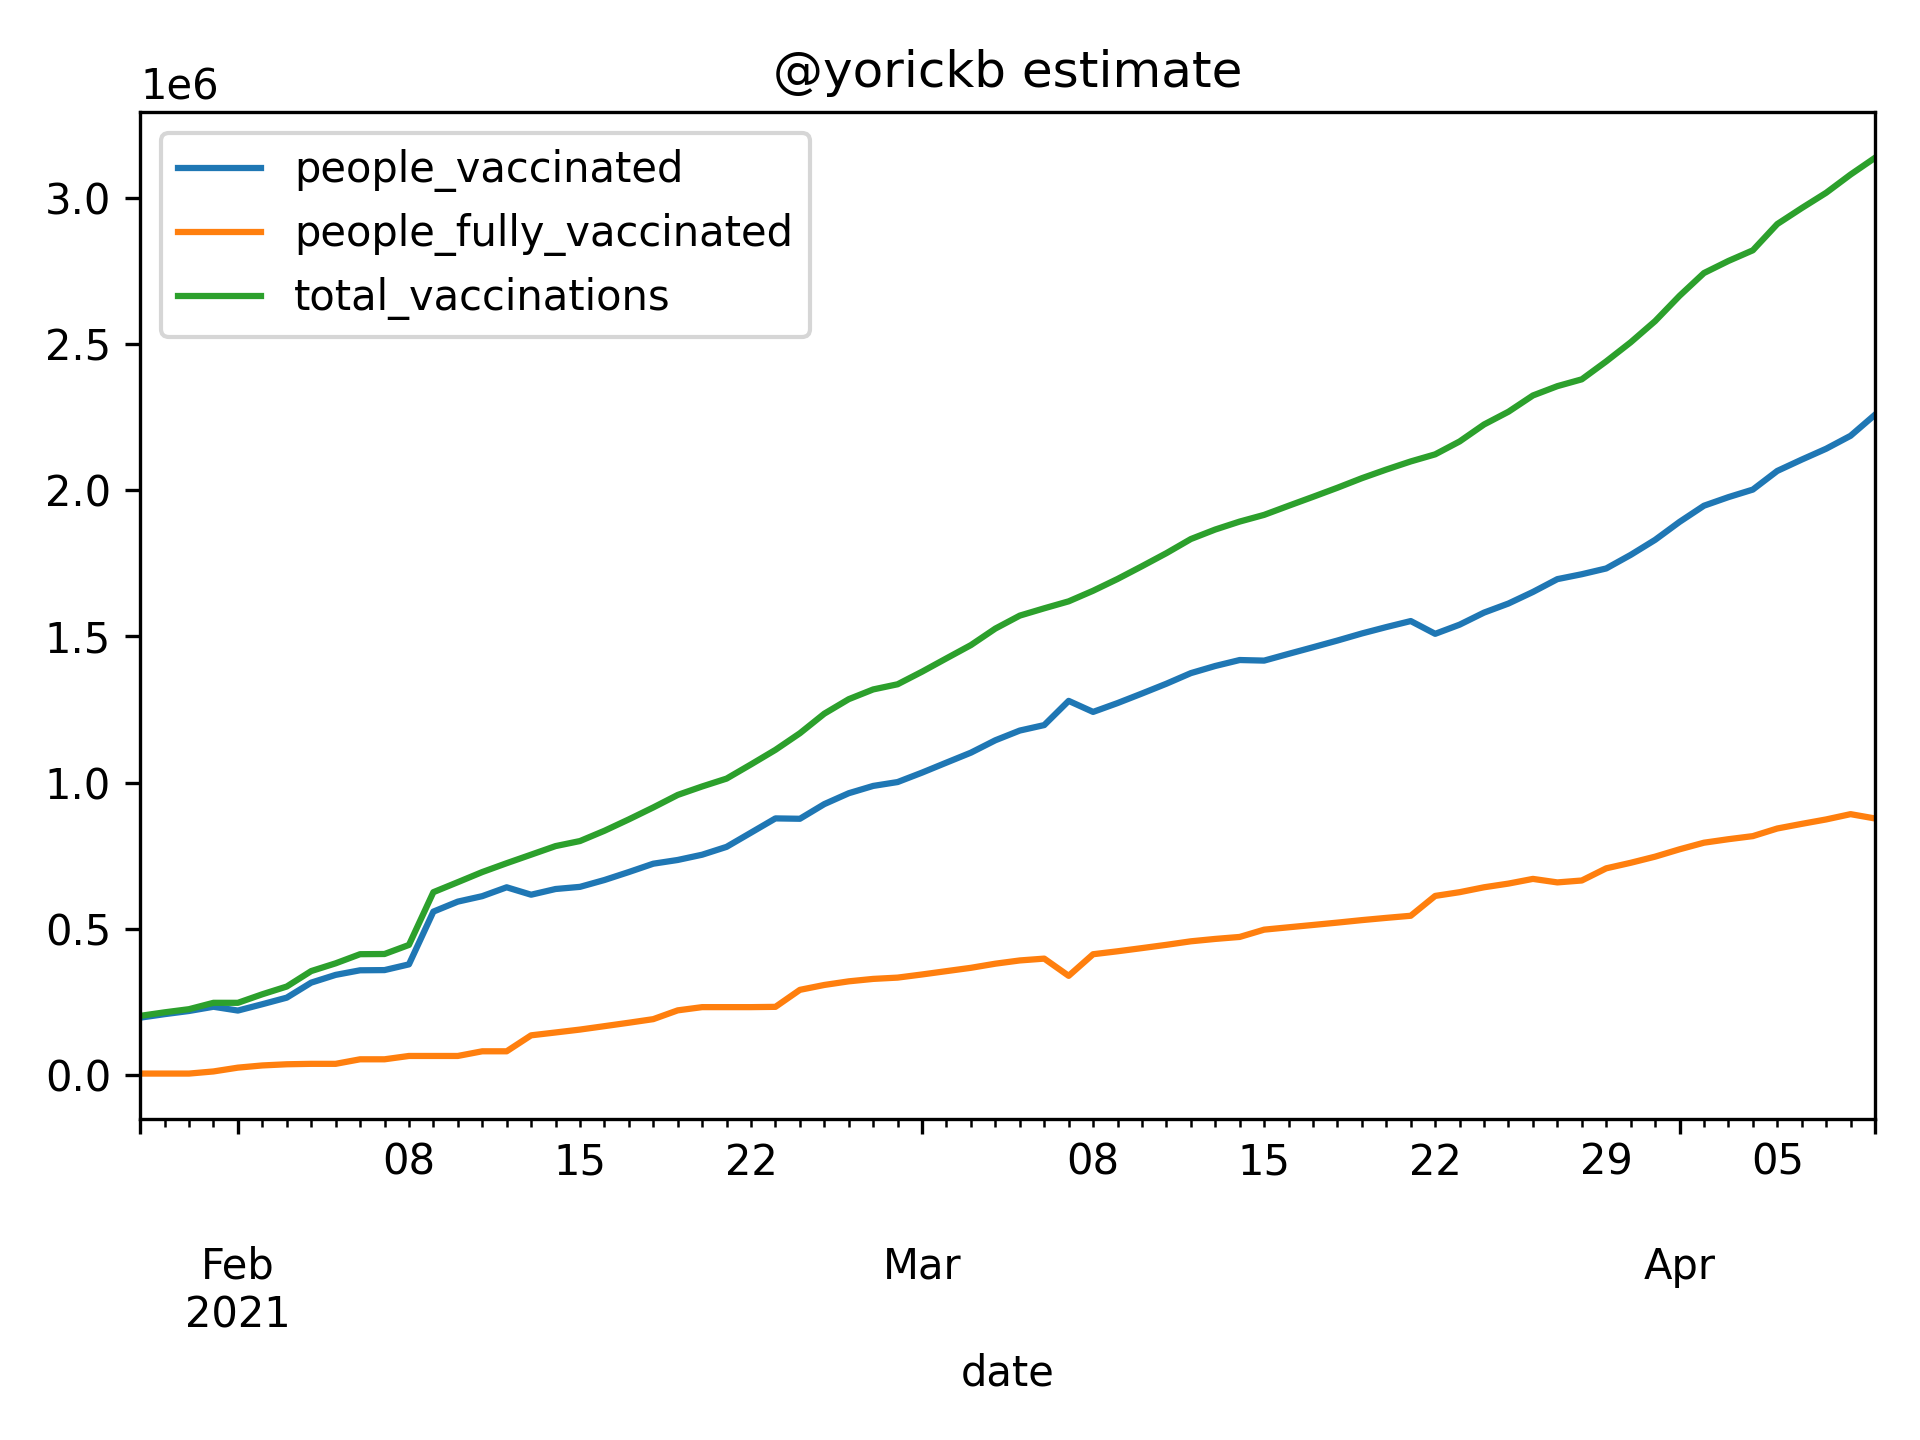 @yorickb estimate
1e6
people_vaccinated
people_fully_vaccinated
total_vaccinations
3.0
2.5
2.0
1.5
1.0
0.5
0.0
08 15 22 08 15 22 29 05
Feb Mar Apr
2021
date